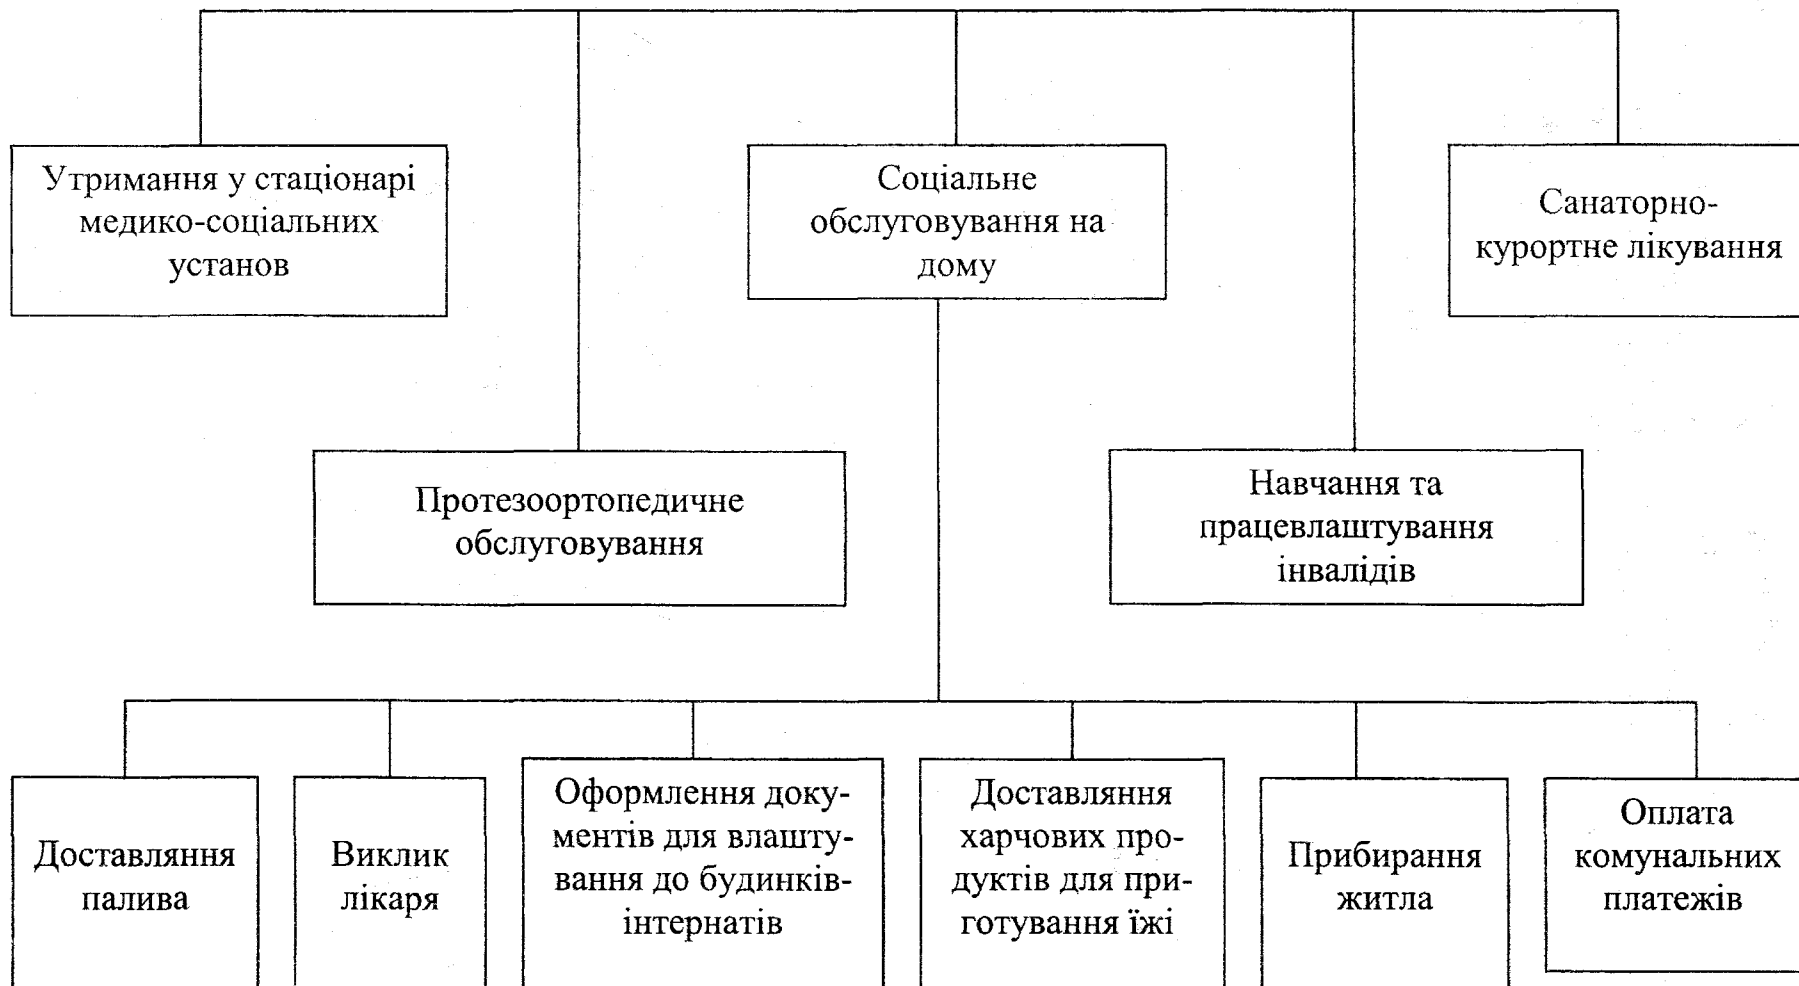 Утримання у стаціонарі
медико-соціальних
установ
Соціальне
обслуговування на
дому
Санаторно-
курортне лікування
Протезоортопедичне
обслуговування
Навчання та
працевлаштування
інвалідів
Доставляння
палива
Виклик
лікаря
Оформлення доку-
ментів для влашту-
вання до будинків-
інтернатів
Доставляння
харчових про-
дуктів для при-
готування їжі
Прибирання
житла
Оплата
комунальних
платежів